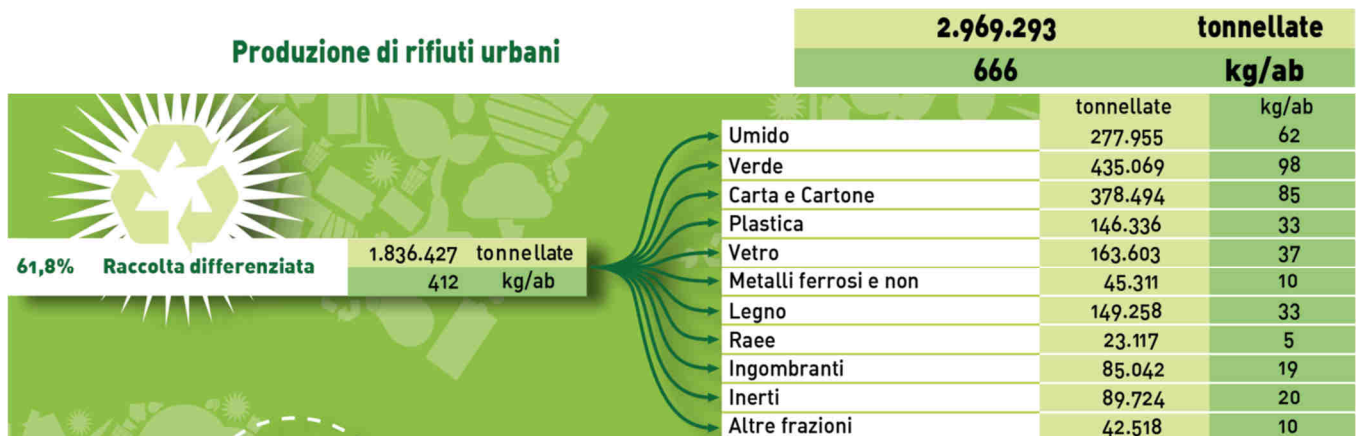 Produzione di rifiuti urbani
2.969.293 tonnellate
666 kg/ab
tonnellate kg/ab
Umido 277.955 62
Verde 435.069 98
Carta e Cartone 378.494 85
Plastica 146.336 33
Vetro 163.603 37
Metalli ferrosi e non 45.311 10
Legno 149.258 33
Raee 23.117 5
Ingombranti 85.042 19
Inerti 89.724 20
Altre frazioni 42.518 10
61,8% Raccolta differenziata 1.836.427 tonnellate
412 kg/ab